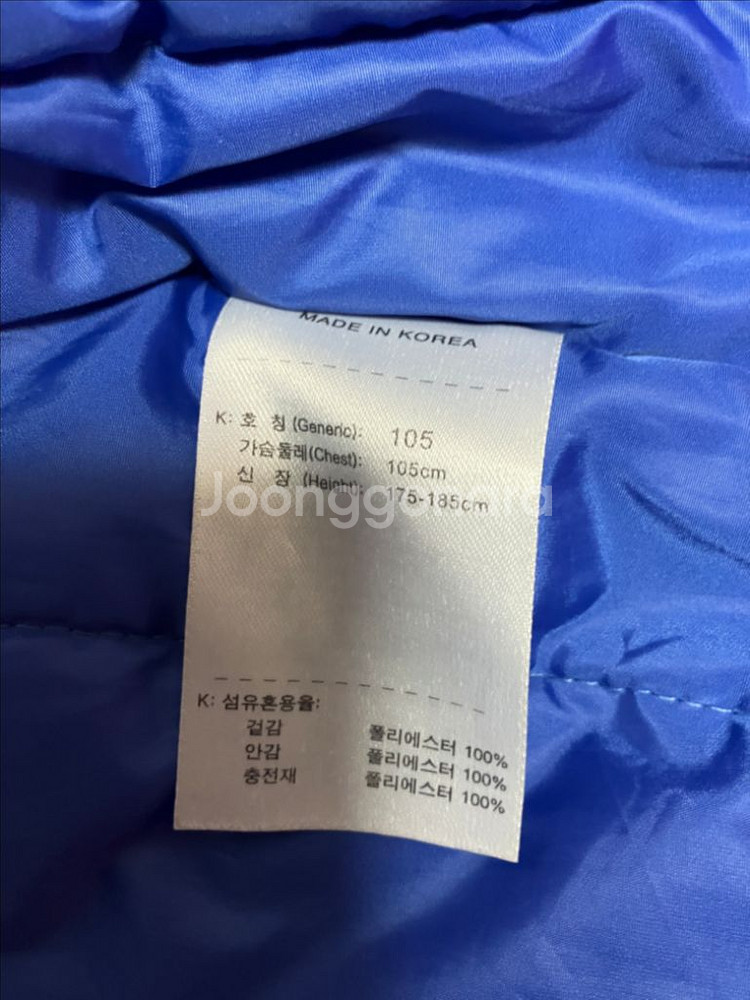 MADE IN KOREA
K: 호 칭 (Generic): 105
가슴둘레(Chest): 105cm
신 장 (Height): 175-185cm
Joonggonara
K: 섬유혼용율:
겉감 폴리에스터 100%
안감 폴리에스터 100%
충전재 폴리에스터 100%